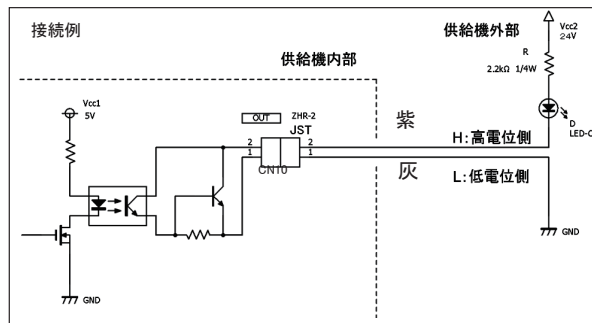 接続例
供給機外部
Vcc2
24V
R
2.2kΩ 1/4W
供給機内部
Vcc1
5V
OUT
ZHR-2
JST
紫
D
2
2
H:高電位側
1
1
CN10
灰
L:低電位側
GND
GND